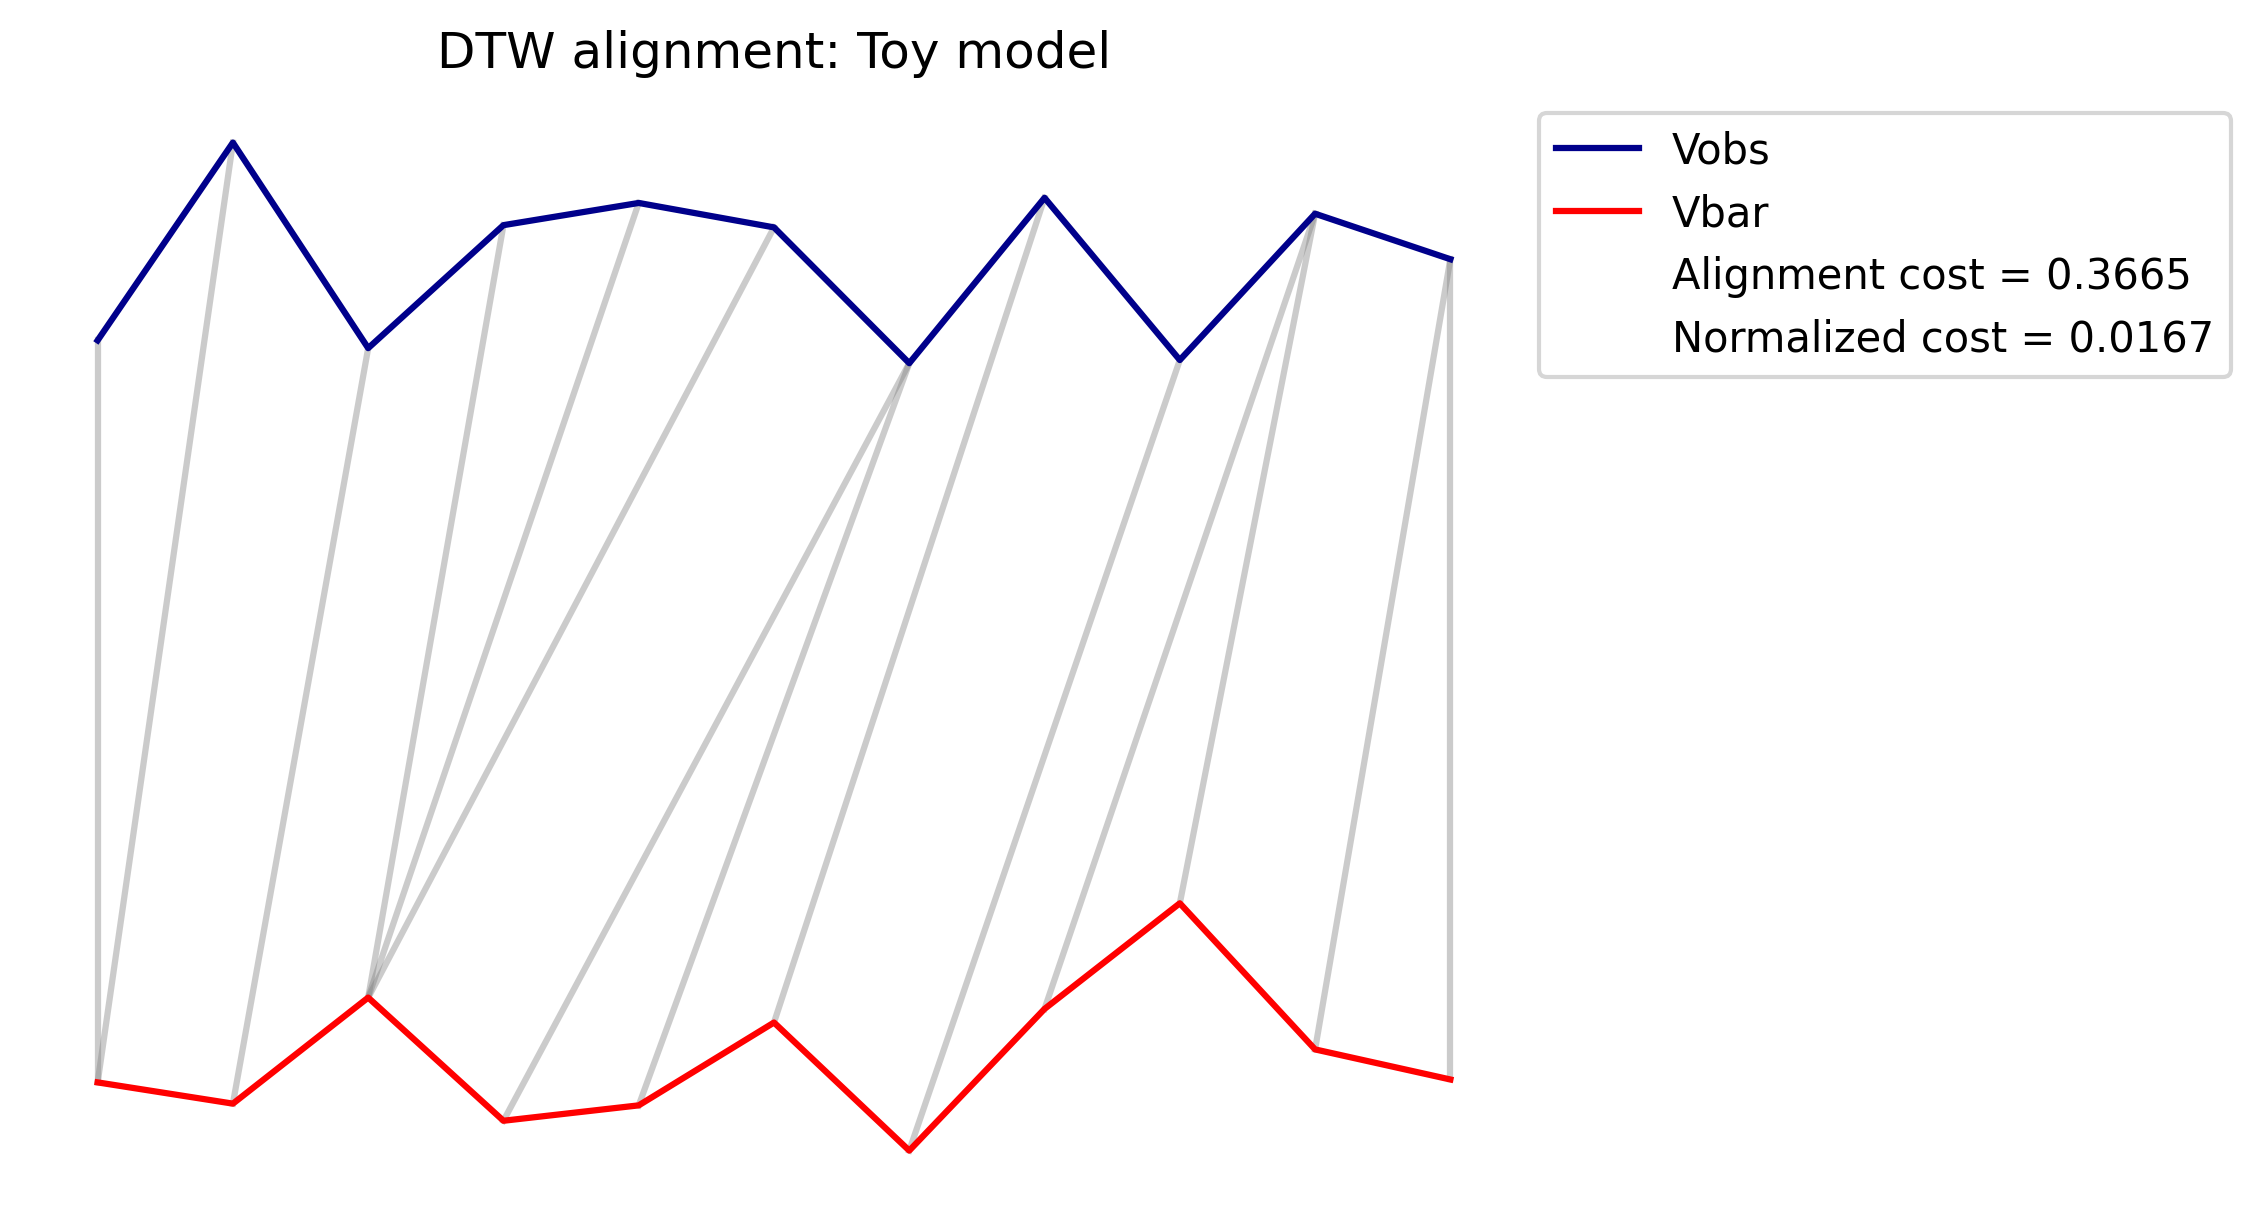 DTW alignment: Toy model
Vobs
Vbar
Alignment cost = 0.3665
Normalized cost = 0.0167